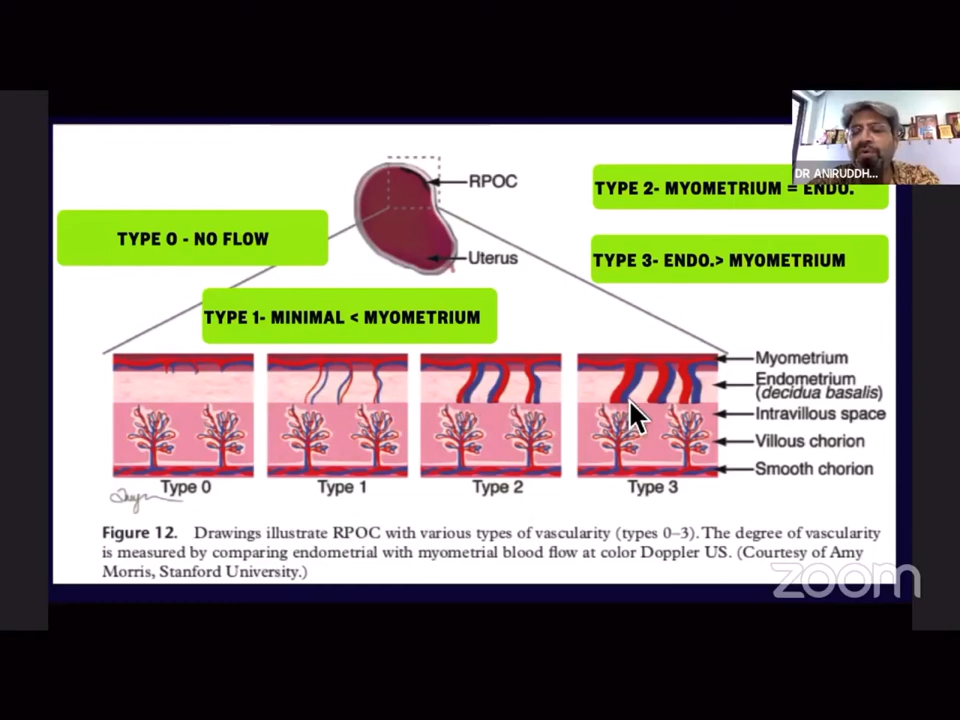 DR ANIRUDDH...
RPOC
TYPE 2- MYOMETRIUM = ENDO.
TYPE 0 - NO FLOW
Uterus
TYPE 3- ENDO.> MYOMETRIUM
TYPE 1- MINIMAL < MYOMETRIUM
Myometrium
Endometrium
(decidua basalis)
Intravillous space
Villous chorion
Smooth chorion
Type 0
Type 1
Type 2
Type 3
Figure 12. Drawings illustrate RPOC with various types of vascularity (types 0–3). The degree of vascularity
is measured by comparing endometrial with myometrial blood flow at color Doppler US. (Courtesy of Amy
Morris, Stanford University.)
zoom